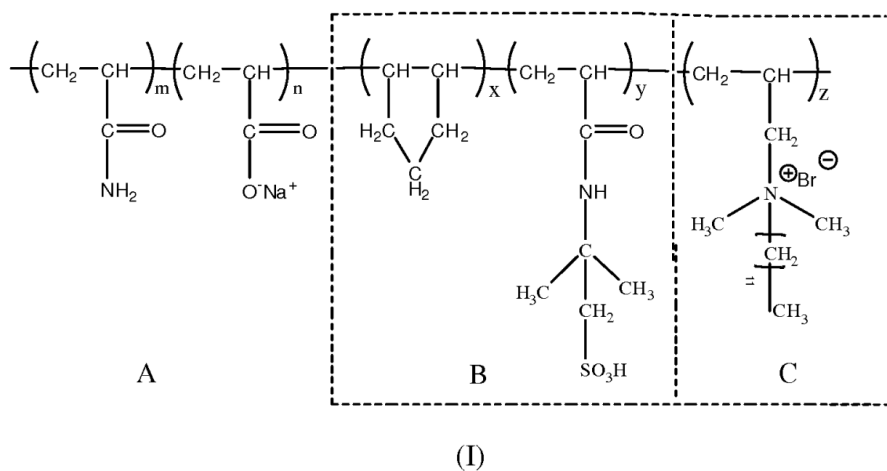 ( CH₂ — CH )m ( CH₂ — CH )n ( CH — CH )x ( CH₂ — CH )y ( CH₂ — CH )z
C=O C=O H₂C CH₂ C=O CH₂
NH₂ O⁻Na⁺ C H₂ NH N ⊕ Br ⊖
H₃C CH₃
C ( CH₂ ) 11
H₃C CH₃
CH₂ CH₃
SO₃H
A B C
(I)